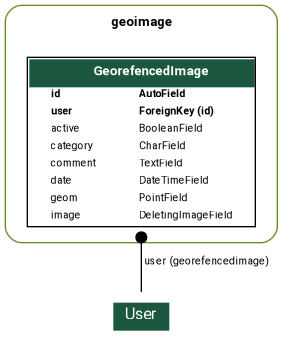 geoimage
GeorefencedImage
id AutoField
user ForeignKey (id)
active BooleanField
category CharField
comment TextField
date DateTimeField
geom PointField
image DeletingImageField
user (georefencedimage)
User